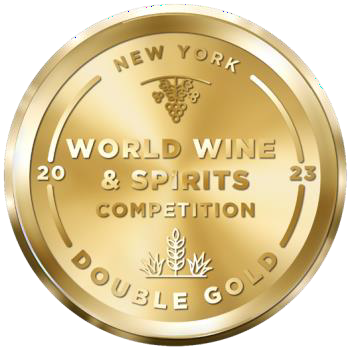 NEW YORK
WORLD WINE
20 & SPIRITS 23
COMPETITION
DOUBLE GOLD